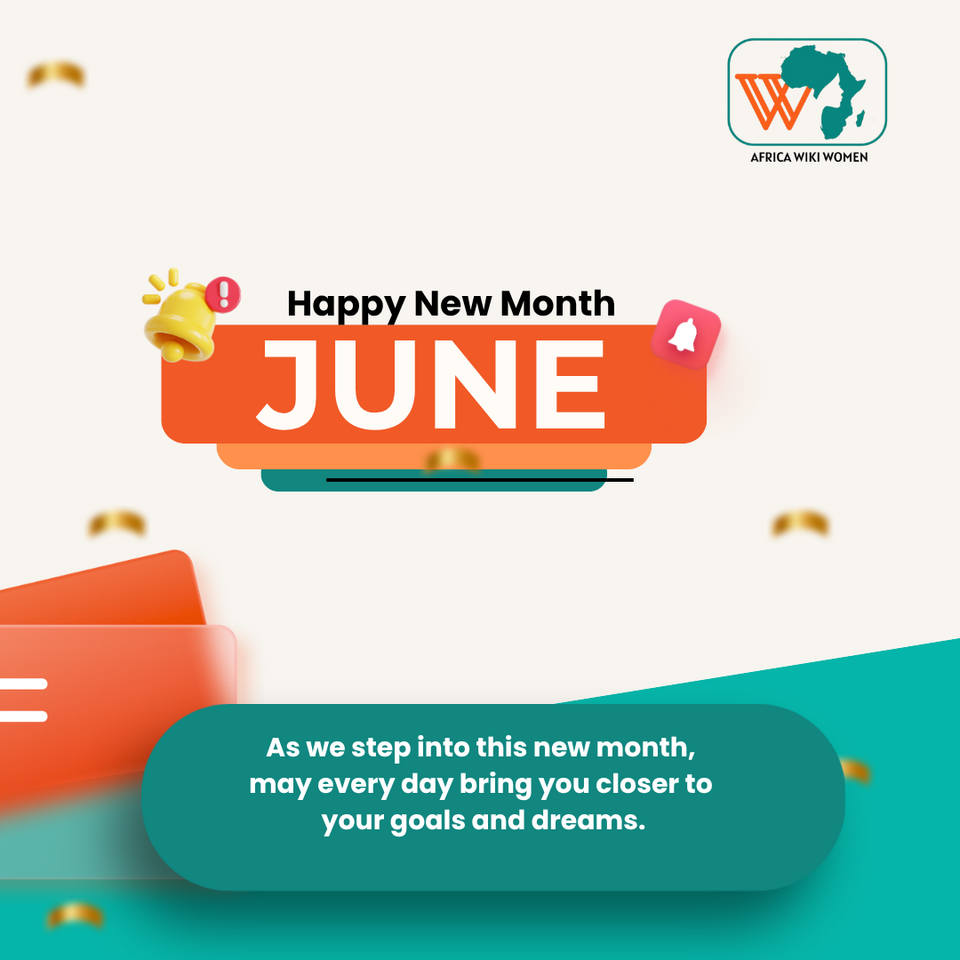 AFRICA WIKI WOMEN
Happy New Month
JUNE
As we step into this new month,
may every day bring you closer to
your goals and dreams.